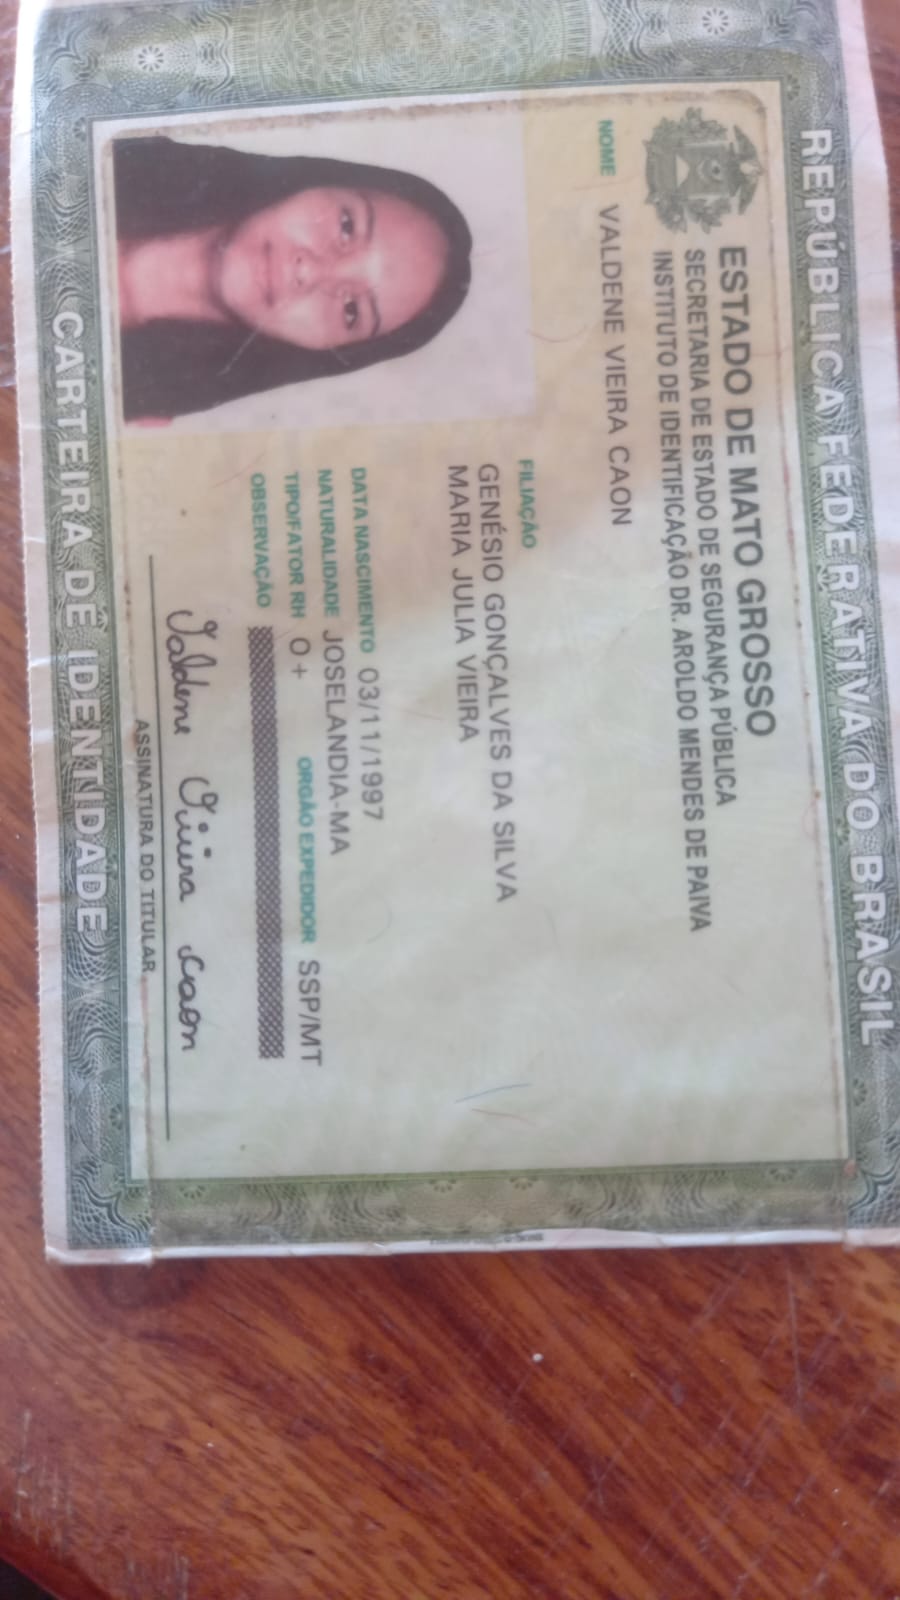 REPÚBLICA FEDERATIVA DO BRASIL
ESTADO DE MATO GROSSO
SECRETARIA DE ESTADO DE SEGURANÇA PÚBLICA
INSTITUTO DE IDENTIFICAÇÃO DR. AROLDO MENDES DE PAIVA
NOME VALDENE VIEIRA CAON
FILIAÇÃO
GENÉSIO GONÇALVES DA SILVA
MARIA JULIA VIEIRA
DATA NASCIMENTO 03/11/1997
NATURALIDADE JOSELANDIA-MA
TIPO/FATOR RH O+ ORGÃO EXPEDIDOR SSP/MT
OBSERVAÇÃO
Valdene Vieira Caon
ASSINATURA DO TITULAR
CARTEIRA DE IDENTIDADE